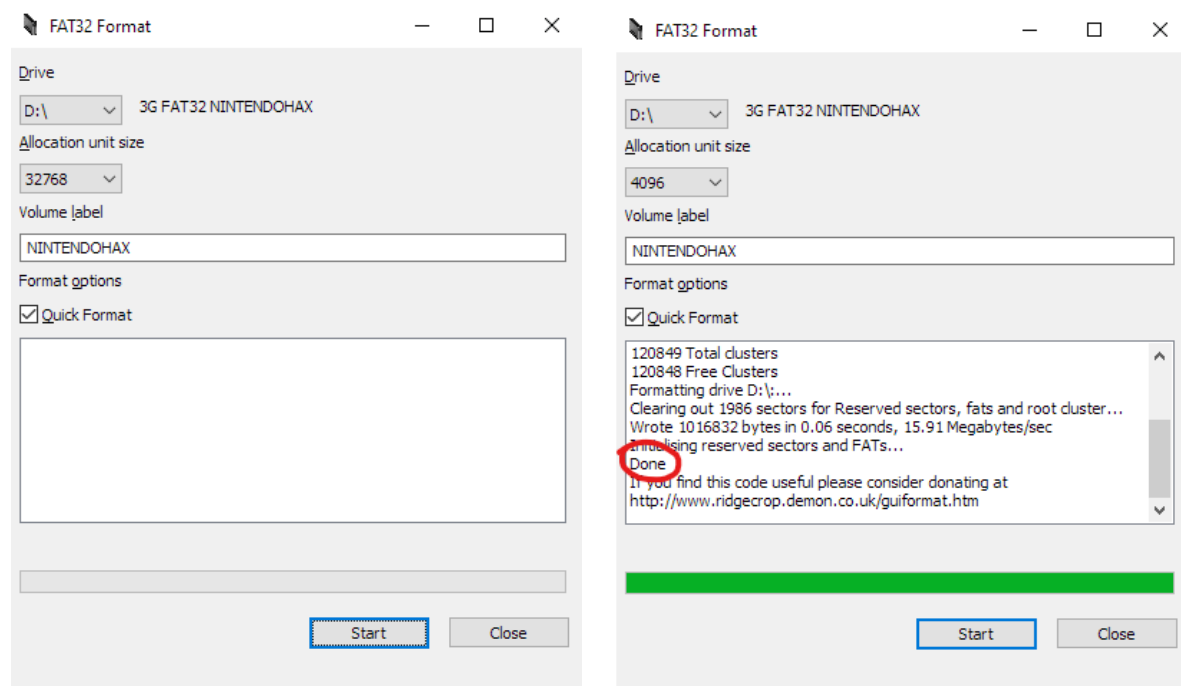 FAT32 Format
Drive
D:\ 3G FAT32 NINTENDOHAX
Allocation unit size
32768
Volume label
NINTENDOHAX
Format options
Quick Format
Start Close
FAT32 Format
Drive
D:\ 3G FAT32 NINTENDOHAX
Allocation unit size
4096
Volume label
NINTENDOHAX
Format options
Quick Format
120849 Total clusters
120848 Free Clusters
Formatting drive D:\:...
Clearing out 1986 sectors for Reserved sectors, fats and root cluster...
Wrote 1016832 bytes in 0.06 seconds, 15.91 Megabytes/sec
Initialising reserved sectors and FATs...
Done
If you find this code useful please consider donating at
http://www.ridgecrop.demon.co.uk/guiformat.htm
Start Close